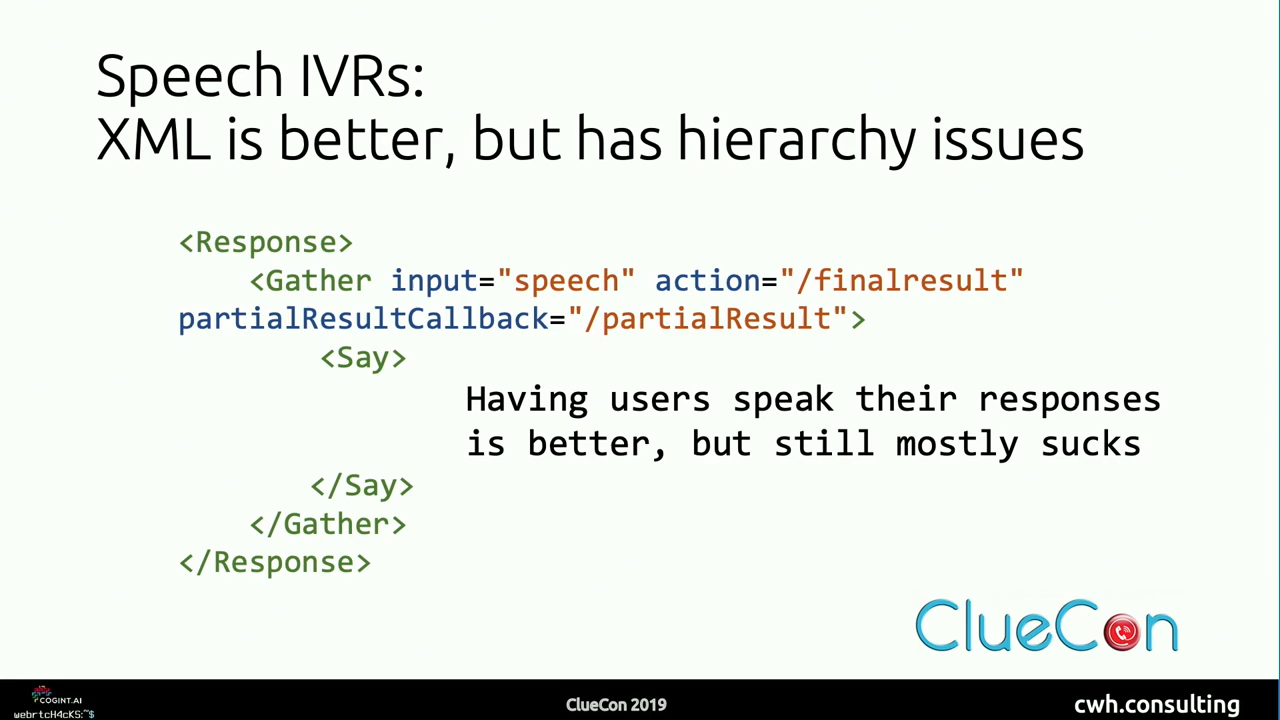 Speech IVRs:
XML is better, but has hierarchy issues
<Response>
<Gather input="speech" action="/finalresult"
partialResultCallback="/partialResult">
<Say>
Having users speak their responses
is better, but still mostly sucks
</Say>
</Gather>
</Response>
ClueCon
COGINT.AI
webrtcH4cKS:~$
ClueCon 2019
cwh.consulting